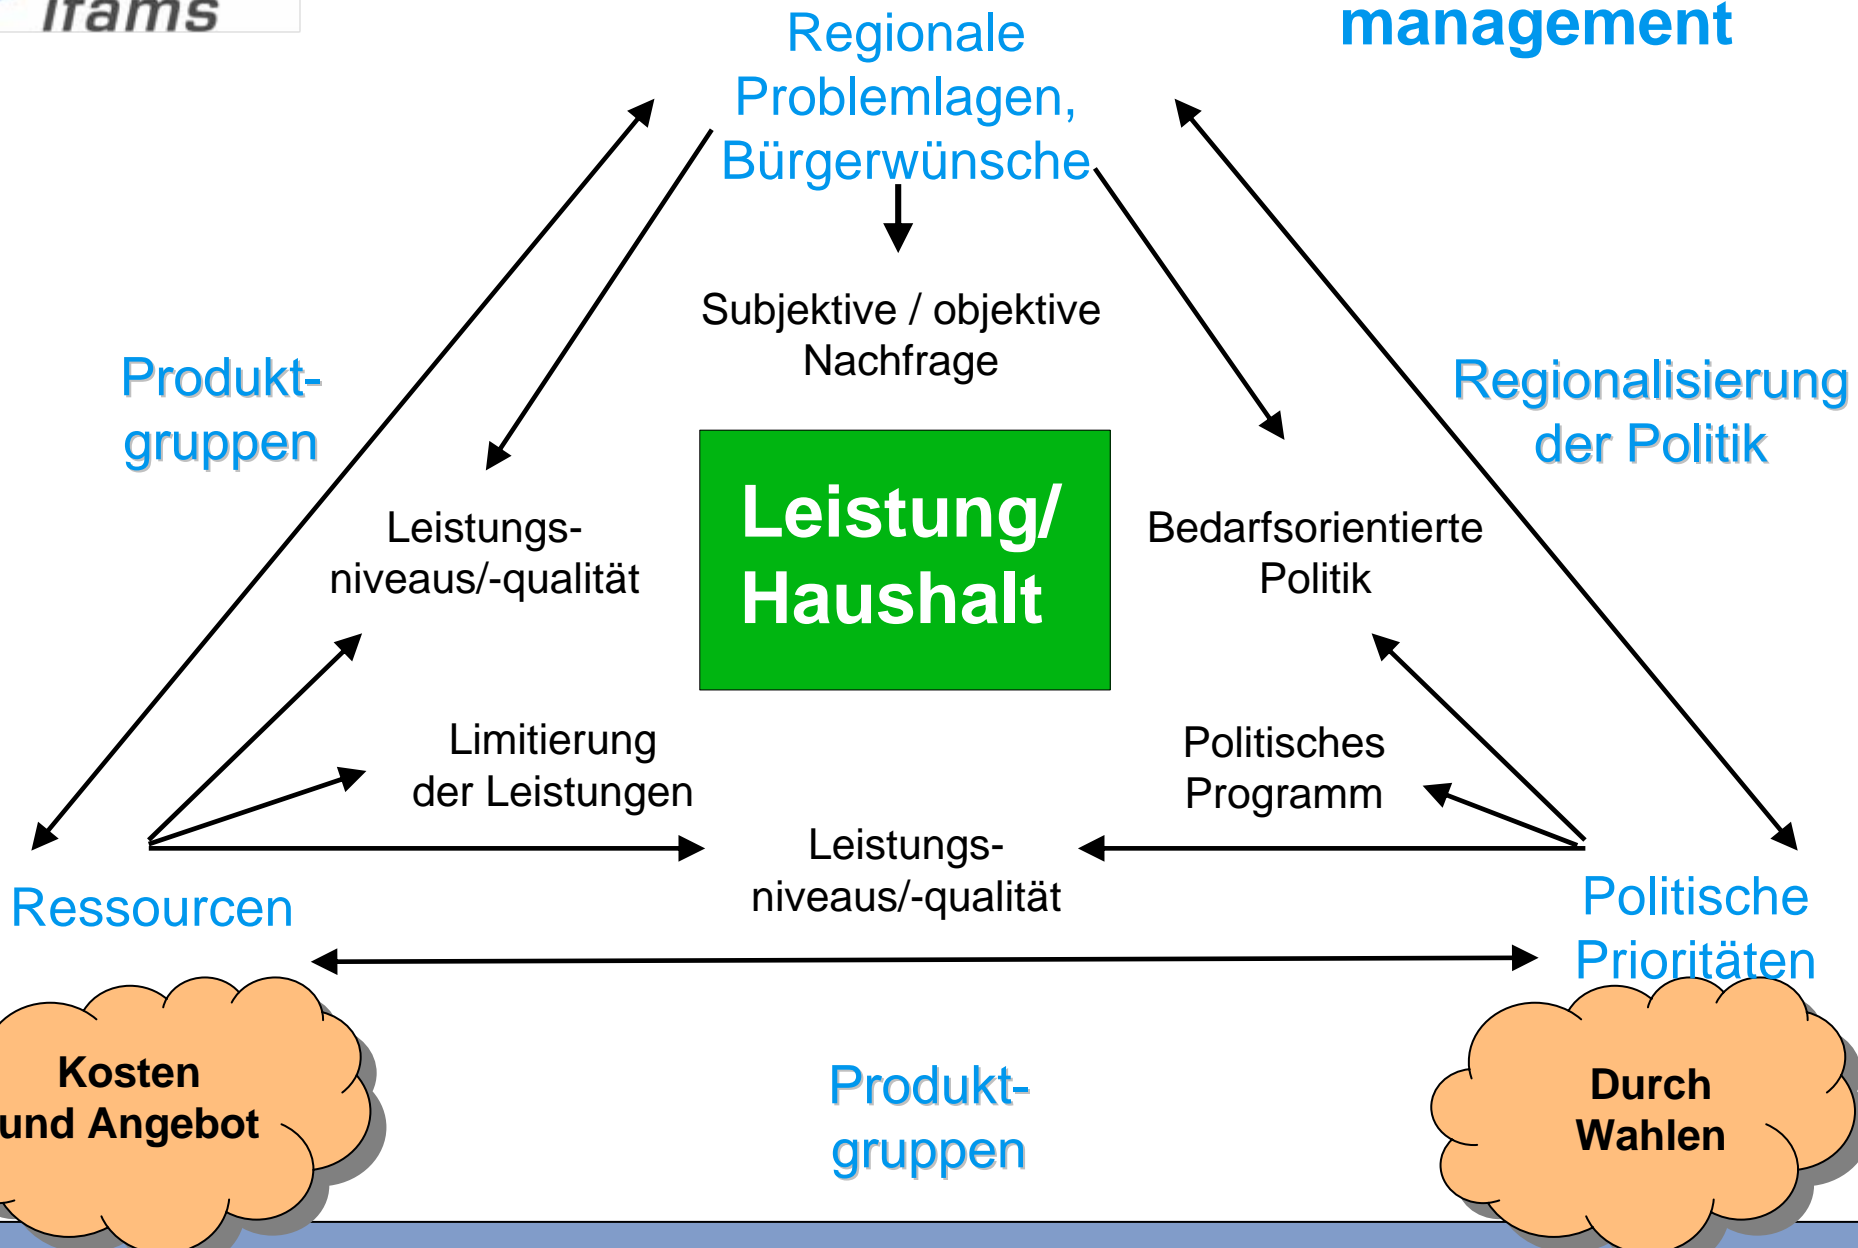 ifams
management
Regionale
Problemlagen,
Bürgerwünsche
Subjektive / objektive
Nachfrage
Produkt-
gruppen
Regionalisierung
der Politik
Leistung/
Haushalt
Leistungs-
niveaus/-qualität
Bedarfsorientierte
Politik
Limitierung
der Leistungen
Politisches
Programm
Leistungs-
niveaus/-qualität
Ressourcen
Politische
Prioritäten
Kosten
und Angebot
Produkt-
gruppen
Durch
Wahlen